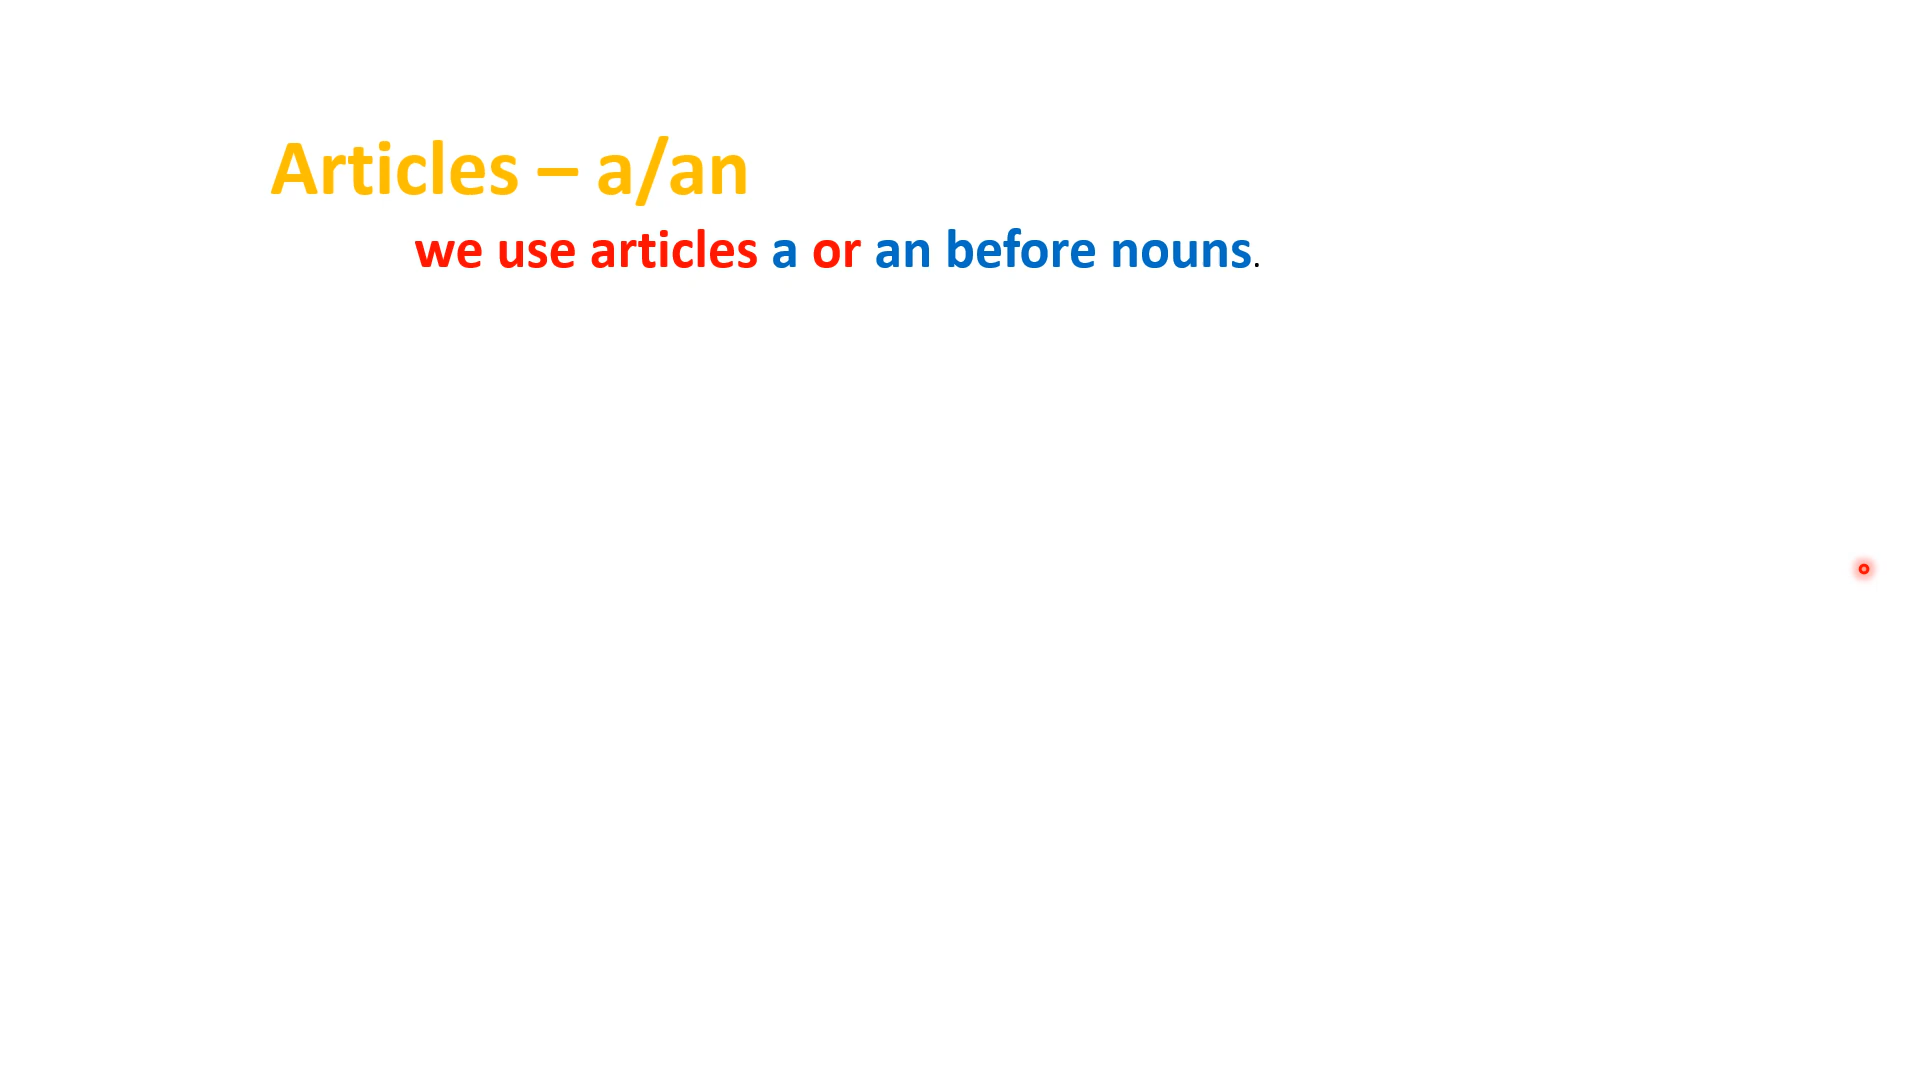 Articles – a/an
we use articles a or an before nouns.